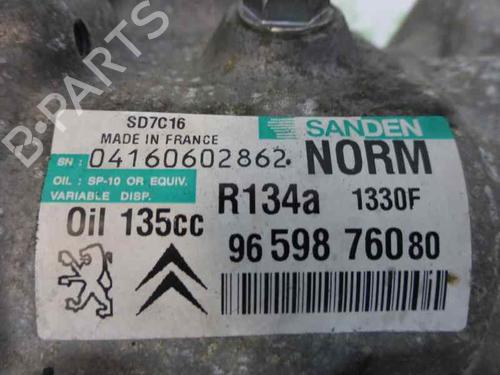 SD7C16
MADE IN FRANCE
SANDEN
SN: 04160602862.
NORM
OIL : SP-10 OR EQUIV.
VARIABLE DISP.
R134a 1330F
Oil 135cc
96 598 760 80
B-PARTS